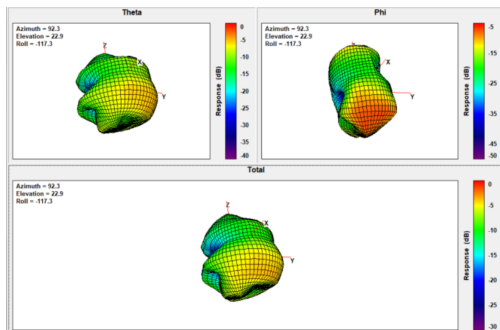 Theta
Azimuth = 92.3
Elevation = 22.9
Roll = -117.3
Z
X
Y
Response (dB)
0
-5
-10
-15
-20
-25
-30
-35
-40
Phi
Azimuth = 92.3
Elevation = 22.9
Roll = -117.3
Z
X
Y
Response (dB)
-5
-10
-15
-20
-25
-30
-35
-40
-45
-50
Total
Azimuth = 92.3
Elevation = 22.9
Roll = -117.3
Z
X
Y
Response (dB)
0
-5
-10
-15
-20
-25
-30